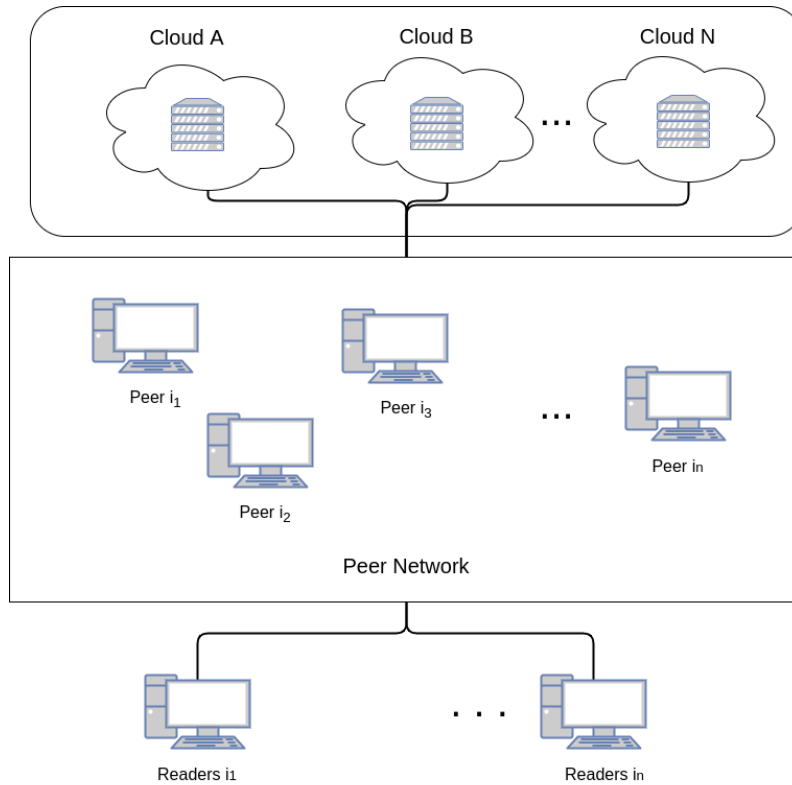 Cloud A
Cloud B
Cloud N
...
Peer i1
Peer i3
...
Peer in
Peer i2
Peer Network
. . .
Readers i1
Readers in